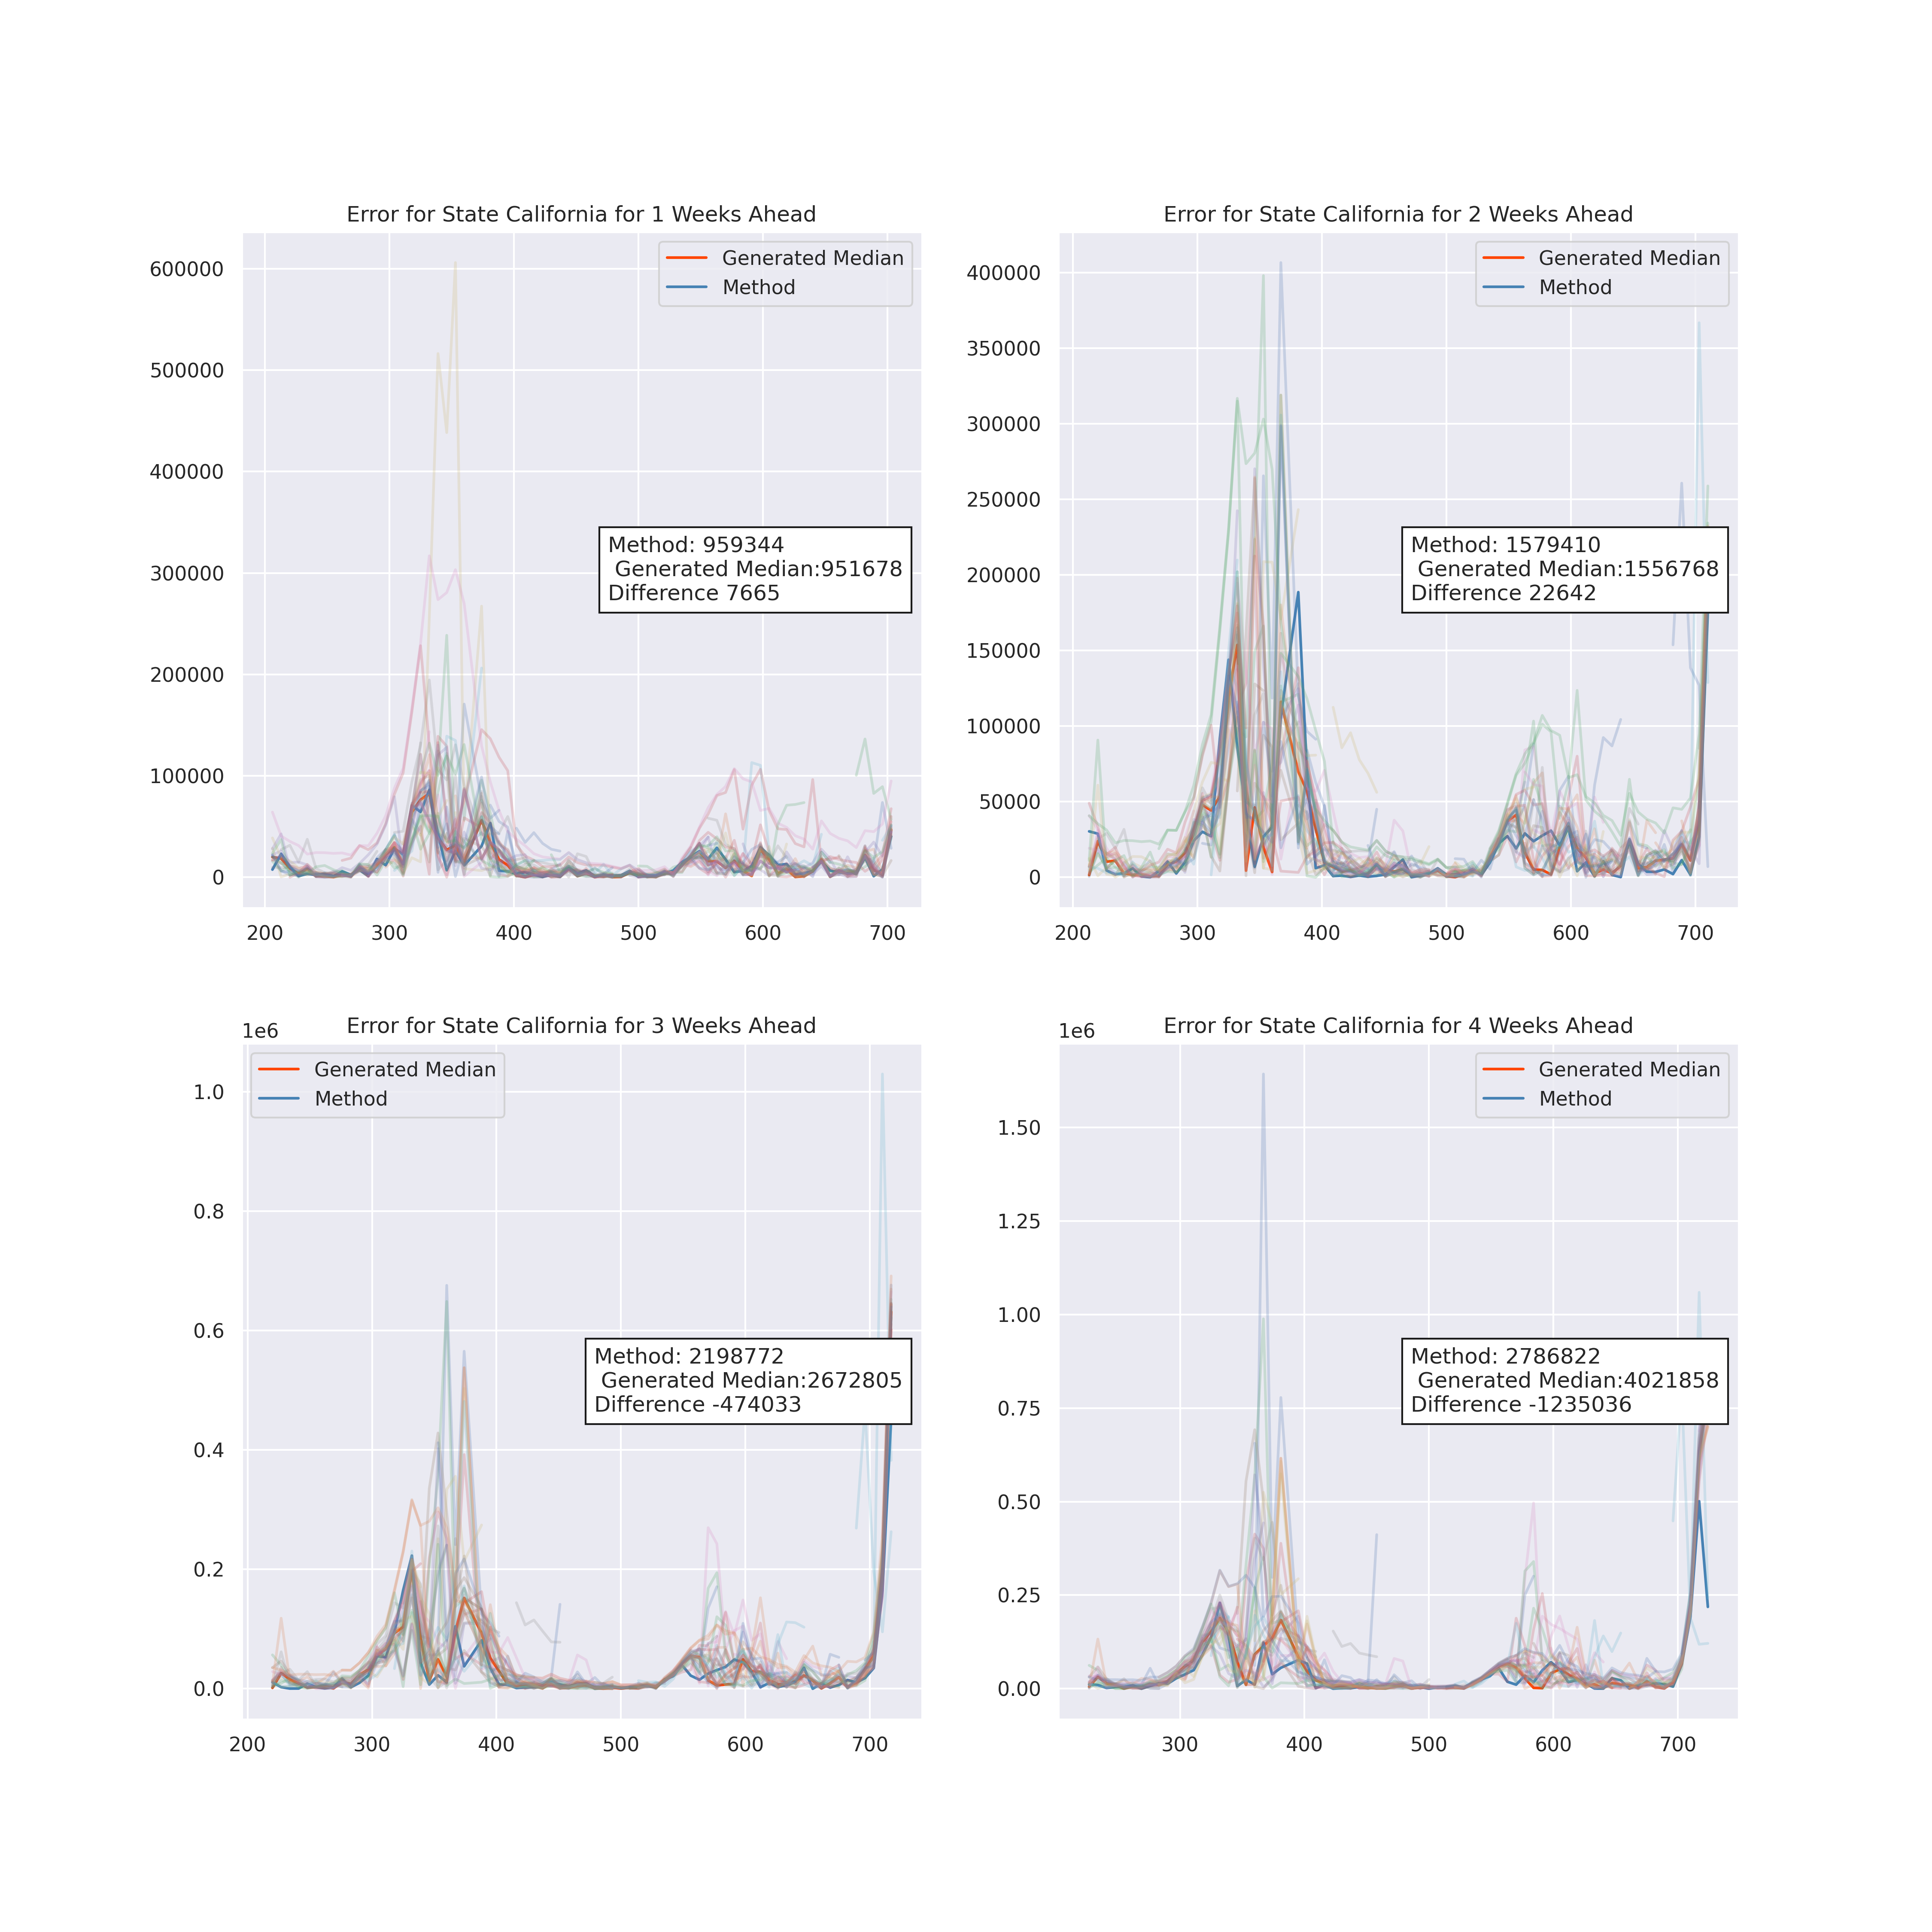 Error for State California for 1 Weeks Ahead
Generated Median
Method
600000
500000
400000
300000
200000
100000
0
Method: 959344
Generated Median:951678
Difference 7665
200 300 400 500 600 700
Error for State California for 2 Weeks Ahead
Generated Median
Method
400000
350000
300000
250000
200000
150000
100000
50000
0
Method: 1579410
Generated Median:1556768
Difference 22642
200 300 400 500 600 700
1e6
Error for State California for 3 Weeks Ahead
Generated Median
Method
1.0
0.8
0.6
0.4
0.2
0.0
Method: 2198772
Generated Median:2672805
Difference -474033
200 300 400 500 600 700
1e6
Error for State California for 4 Weeks Ahead
Generated Median
Method
1.50
1.25
1.00
0.75
0.50
0.25
0.00
Method: 2786822
Generated Median:4021858
Difference -1235036
300 400 500 600 700